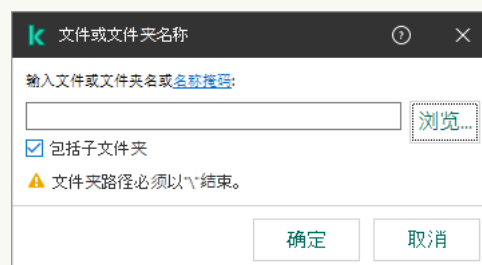 文件或文件夹名称
输入文件或文件夹名或名称掩码:
浏览...
包括子文件夹
文件夹路径必须以"\"结束。
确定
取消